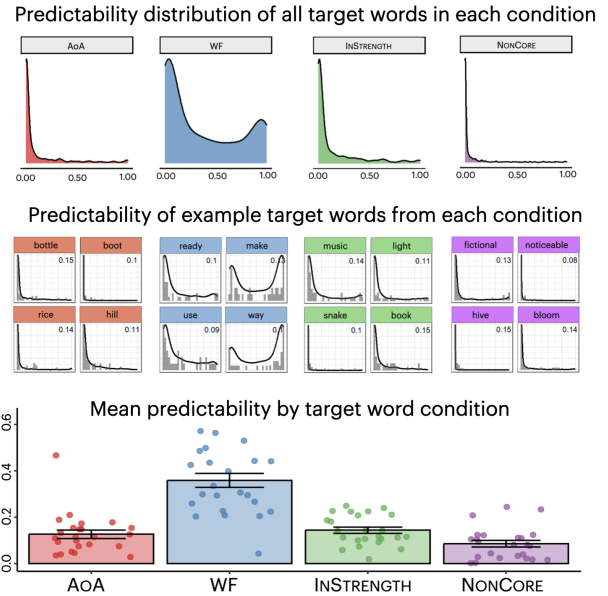 Predictability distribution of all target words in each condition
AOA WF INSTRENGTH NONCORE
0.00 0.50 1.00 0.00 0.50 1.00 0.00 0.50 1.00 0.00 0.50 1.00
Predictability of example target words from each condition
bottle boot ready make music light fictional noticeable
0.15 0.1 0.1 0.14 0.11 0.13 0.08
rice hill use way snake book hive bloom
0.14 0.11 0.09 0.1 0.15 0.15 0.14
Mean predictability by target word condition
0.6
0.4
0.2
0.0
AOA WF INSTRENGTH NONCORE